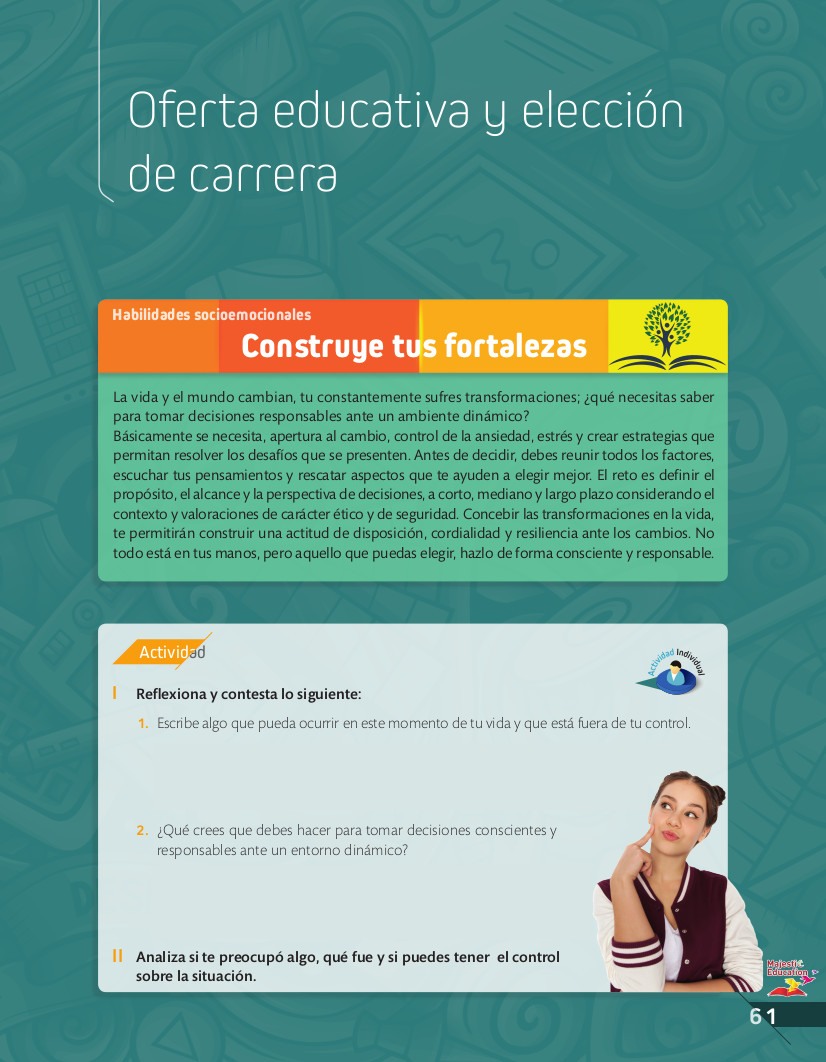 Oferta educativa y elección
de carrera
Habilidades socioemocionales
Construye tus fortalezas
La vida y el mundo cambian, tu constantemente sufres transformaciones; ¿qué necesitas saber
para tomar decisiones responsables ante un ambiente dinámico?
Básicamente se necesita, apertura al cambio, control de la ansiedad, estrés y crear estrategias que
permitan resolver los desafíos que se presenten. Antes de decidir, debes reunir todos los factores,
escuchar tus pensamientos y rescatar aspectos que te ayuden a elegir mejor. El reto es definir el
propósito, el alcance y la perspectiva de decisiones, a corto, mediano y largo plazo considerando el
contexto y valoraciones de carácter ético y de seguridad. Concebir las transformaciones en la vida,
te permitirán construir una actitud de disposición, cordialidad y resiliencia ante los cambios. No
todo está en tus manos, pero aquello que puedas elegir, hazlo de forma consciente y responsable.
Actividad
Actividad Individual
I Reflexiona y contesta lo siguiente:
1. Escribe algo que pueda ocurrir en este momento de tu vida y que está fuera de tu control.
2. ¿Qué crees que debes hacer para tomar decisiones conscientes y
responsables ante un entorno dinámico?
II Analiza si te preocupó algo, qué fue y si puedes tener el control
sobre la situación.
Majestic
Education
61